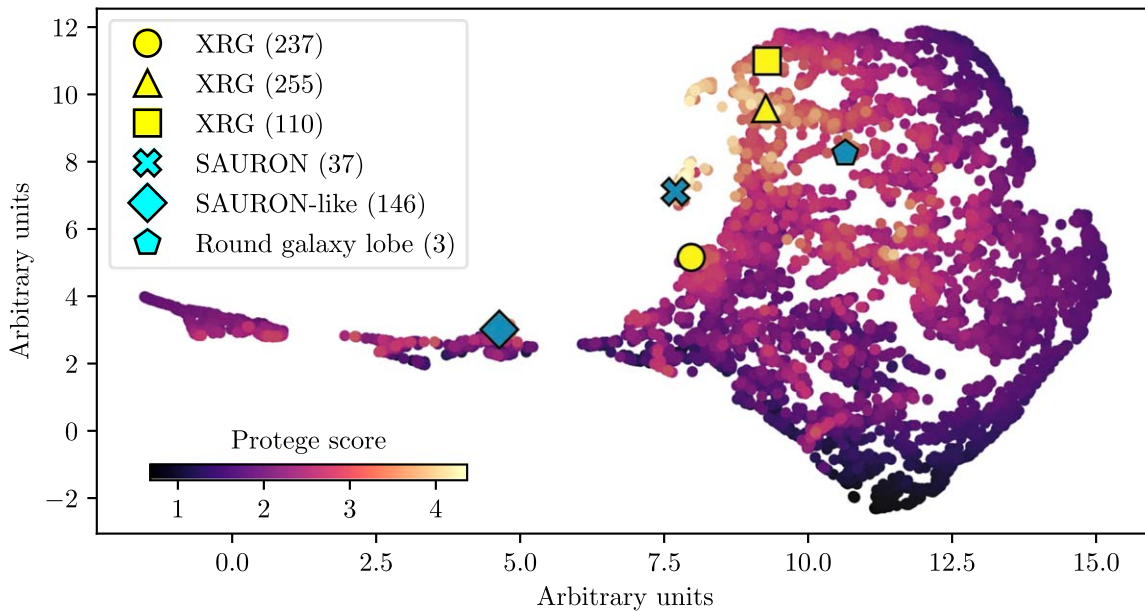 XRG (237)
XRG (255)
XRG (110)
SAURON (37)
SAURON-like (146)
Round galaxy lobe (3)
12
10
8
6
4
2
0
−2
Arbitrary units
Protege score
1 2 3 4
0.0 2.5 5.0 7.5 10.0 12.5 15.0
Arbitrary units